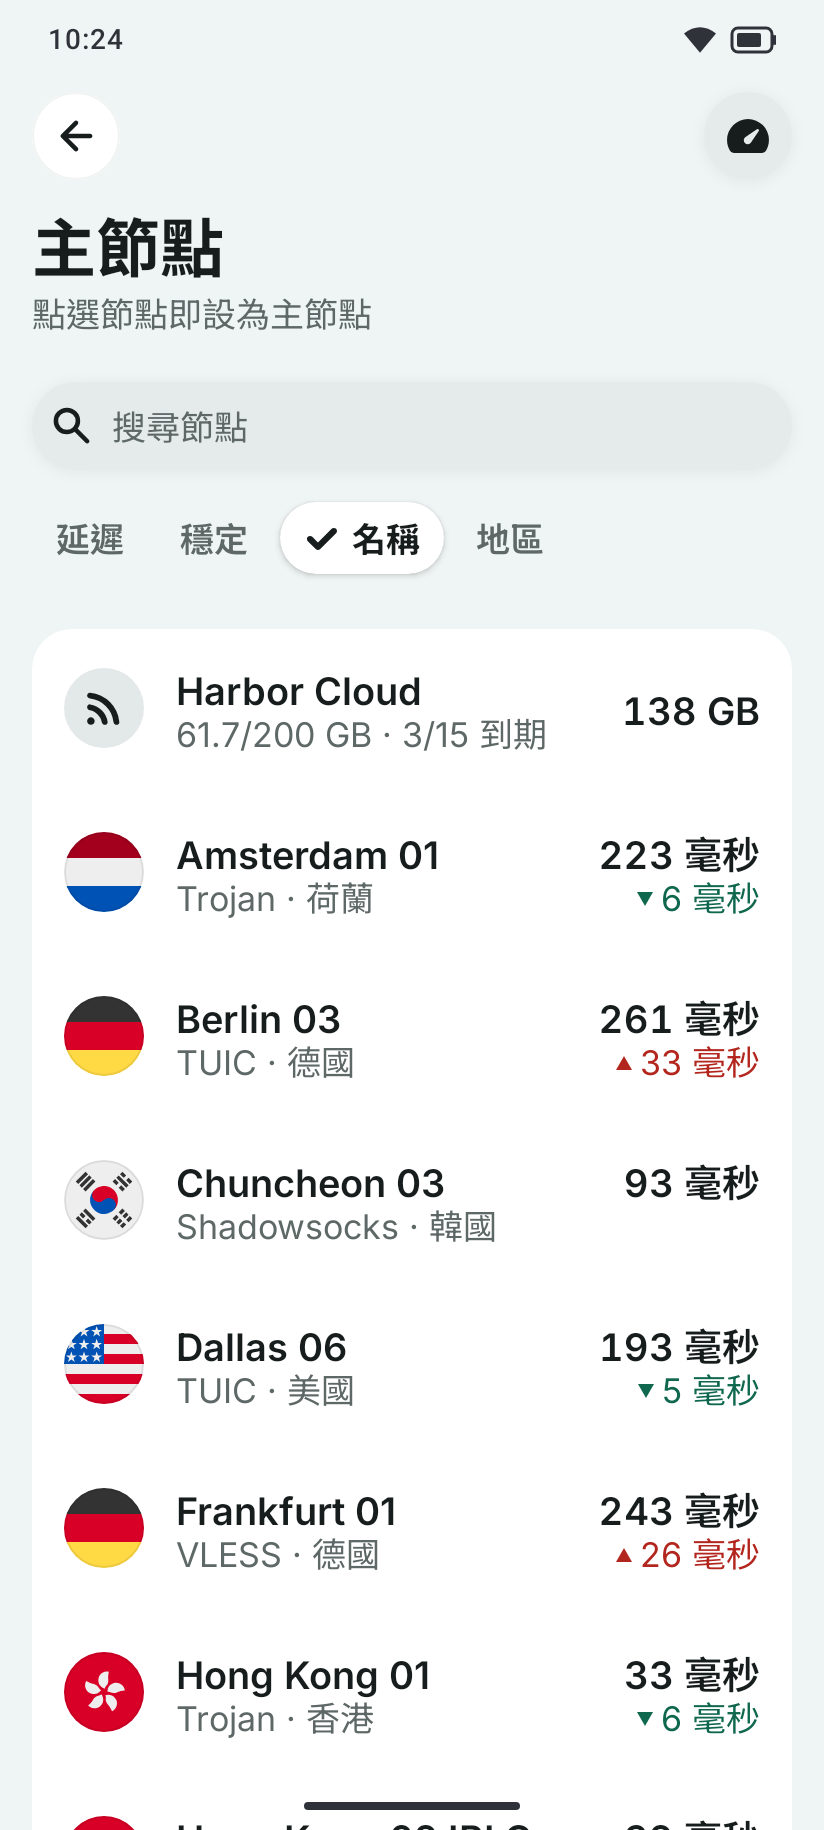 10:24
主節點
點選節點即設為主節點
搜尋節點
延遲 穩定 名稱 地區
Harbor Cloud
138 GB
61.7/200 GB · 3/15 到期
Amsterdam 01
223 毫秒
Trojan · 荷蘭
▼6 毫秒
Berlin 03
261 毫秒
TUIC · 德國
▲33 毫秒
Chuncheon 03
93 毫秒
Shadowsocks · 韓國
Dallas 06
193 毫秒
TUIC · 美國
▼5 毫秒
Frankfurt 01
243 毫秒
VLESS · 德國
▲26 毫秒
Hong Kong 01
33 毫秒
Trojan · 香港
▼6 毫秒